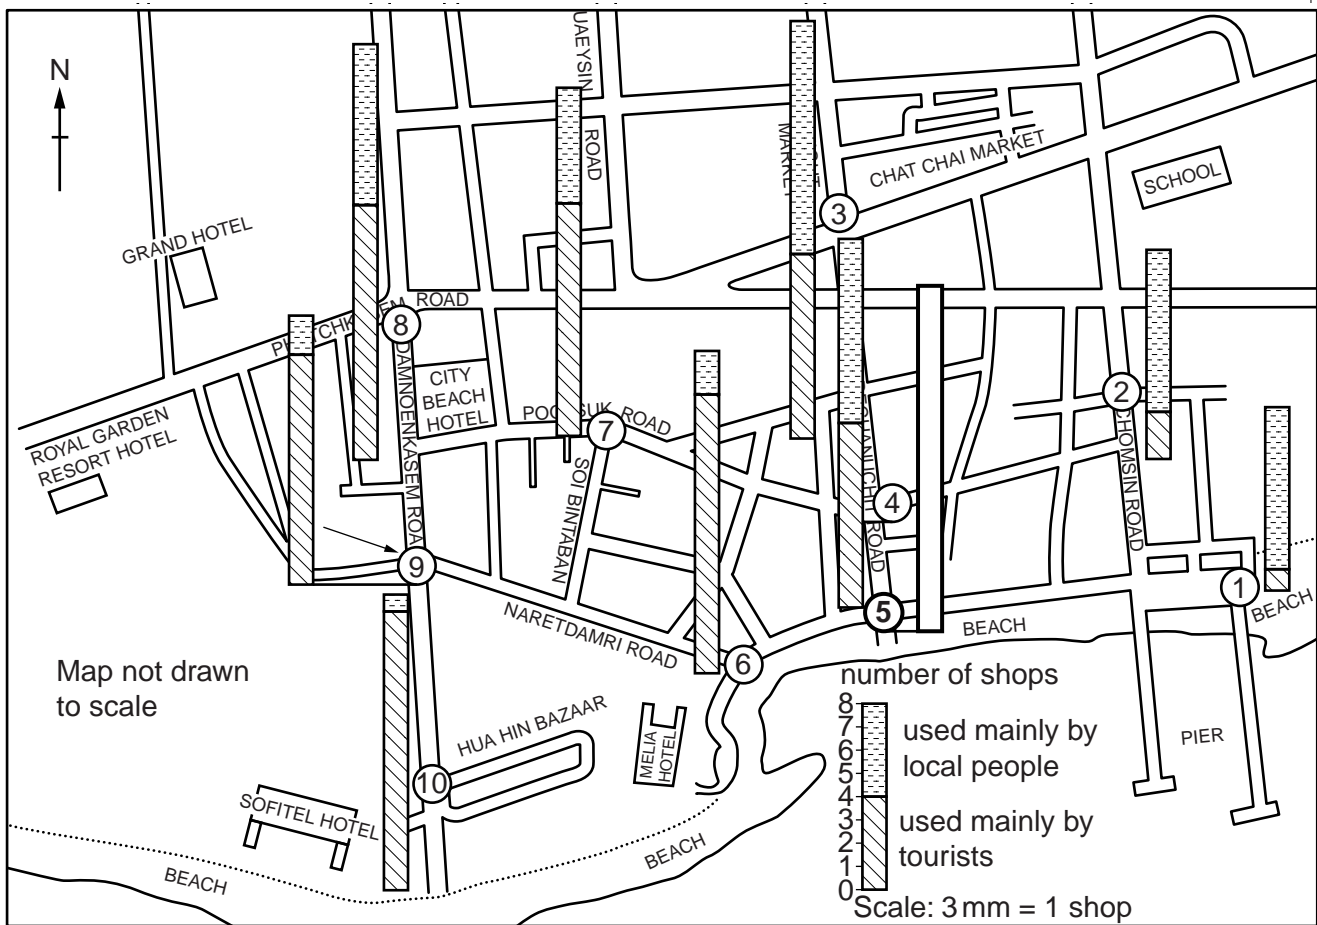 N
UAEYSIN
ROAD
MARKET
CHAT CHAI MARKET
SCHOOL
3
GRAND HOTEL
ROAD
8
2
CITY
BEACH
HOTEL
ROAD
7
ROYAL GARDEN
RESORT HOTEL
DAMNOENKASEM ROA
SOI BINTABAN
4
ROAD
CHOMSIN ROAD
9
1
5
BEACH
BEACH
NARETDAMRI ROAD
6
Map not drawn
to scale
HUA HIN BAZAAR
MELIA
HOTEL
10
SOFITEL HOTEL
BEACH
BEACH
PIER
number of shops
8
7
6
5
4
3
2
1
0
used mainly by
local people
used mainly by
tourists
Scale: 3 mm = 1 shop